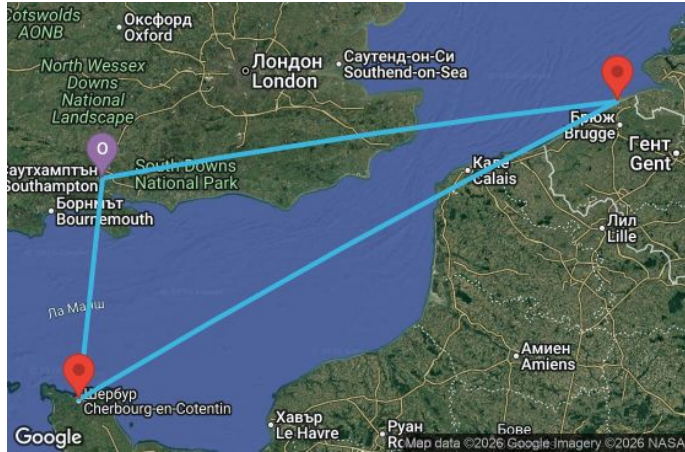 Cotswolds
AONB
Оксфорд
Oxford
North Wessex
Downs
National
Landscape
Лондон
London
Саутенд-он-Си
Southend-on-Sea
O
Саутхамптън
Southampton
South Downs
National Park
Борнмът
Bournemouth
Брюж
Brugge
Гент
Gent
Кале
Calais
Лил
Lille
Ла Манш
Шербур
Cherbourg-en-Cotentin
Амиен
Amiens
Хавър
Le Havre
Руан
Бове
Google
Map data ©2026 Google Imagery ©2026 NASA